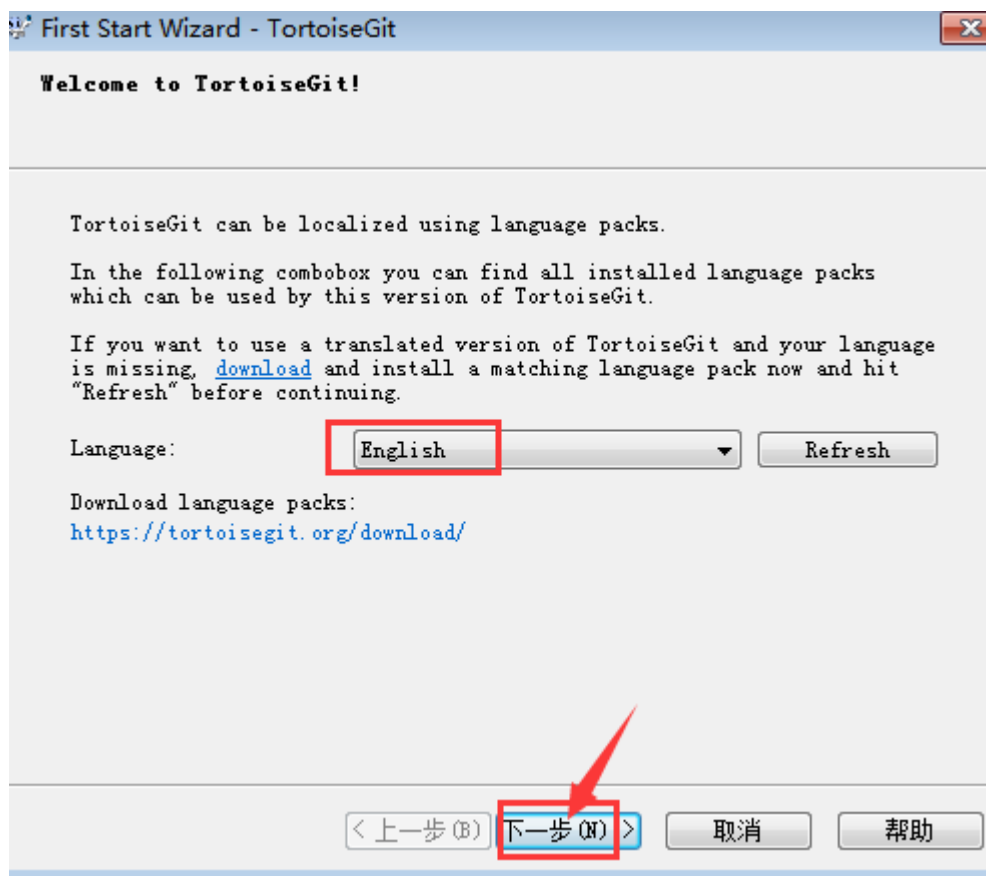 First Start Wizard - TortoiseGit
Welcome to TortoiseGit!
TortoiseGit can be localized using language packs.
In the following combobox you can find all installed language packs
which can be used by this version of TortoiseGit.
If you want to use a translated version of TortoiseGit and your language
is missing, download and install a matching language pack now and hit
"Refresh" before continuing.
Language: English Refresh
Download language packs:
https://tortoisegit.org/download/
< 上一步(B) 下一步(N) > 取消 帮助